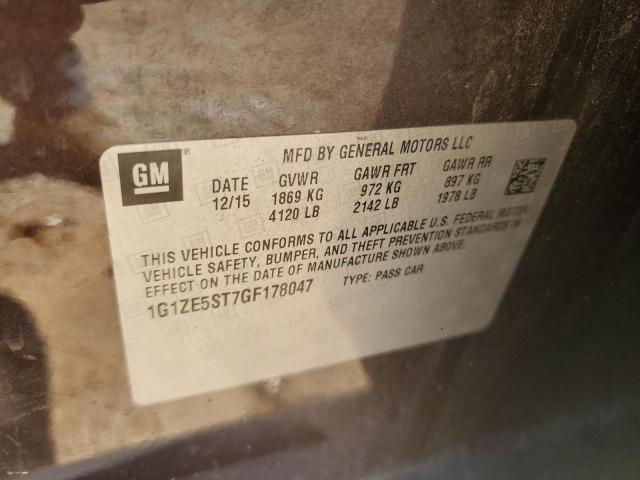 GM ®
MFD BY GENERAL MOTORS LLC
DATE GVWR GAWR FRT GAWR RR
12/15 1869 KG 972 KG 897 KG
4120 LB 2142 LB 1978 LB
THIS VEHICLE CONFORMS TO ALL APPLICABLE U.S. FEDERAL MOTOR
VEHICLE SAFETY, BUMPER, AND THEFT PREVENTION STANDARDS IN
EFFECT ON THE DATE OF MANUFACTURE SHOWN ABOVE.
1G1ZE5ST7GF178047 TYPE: PASS CAR